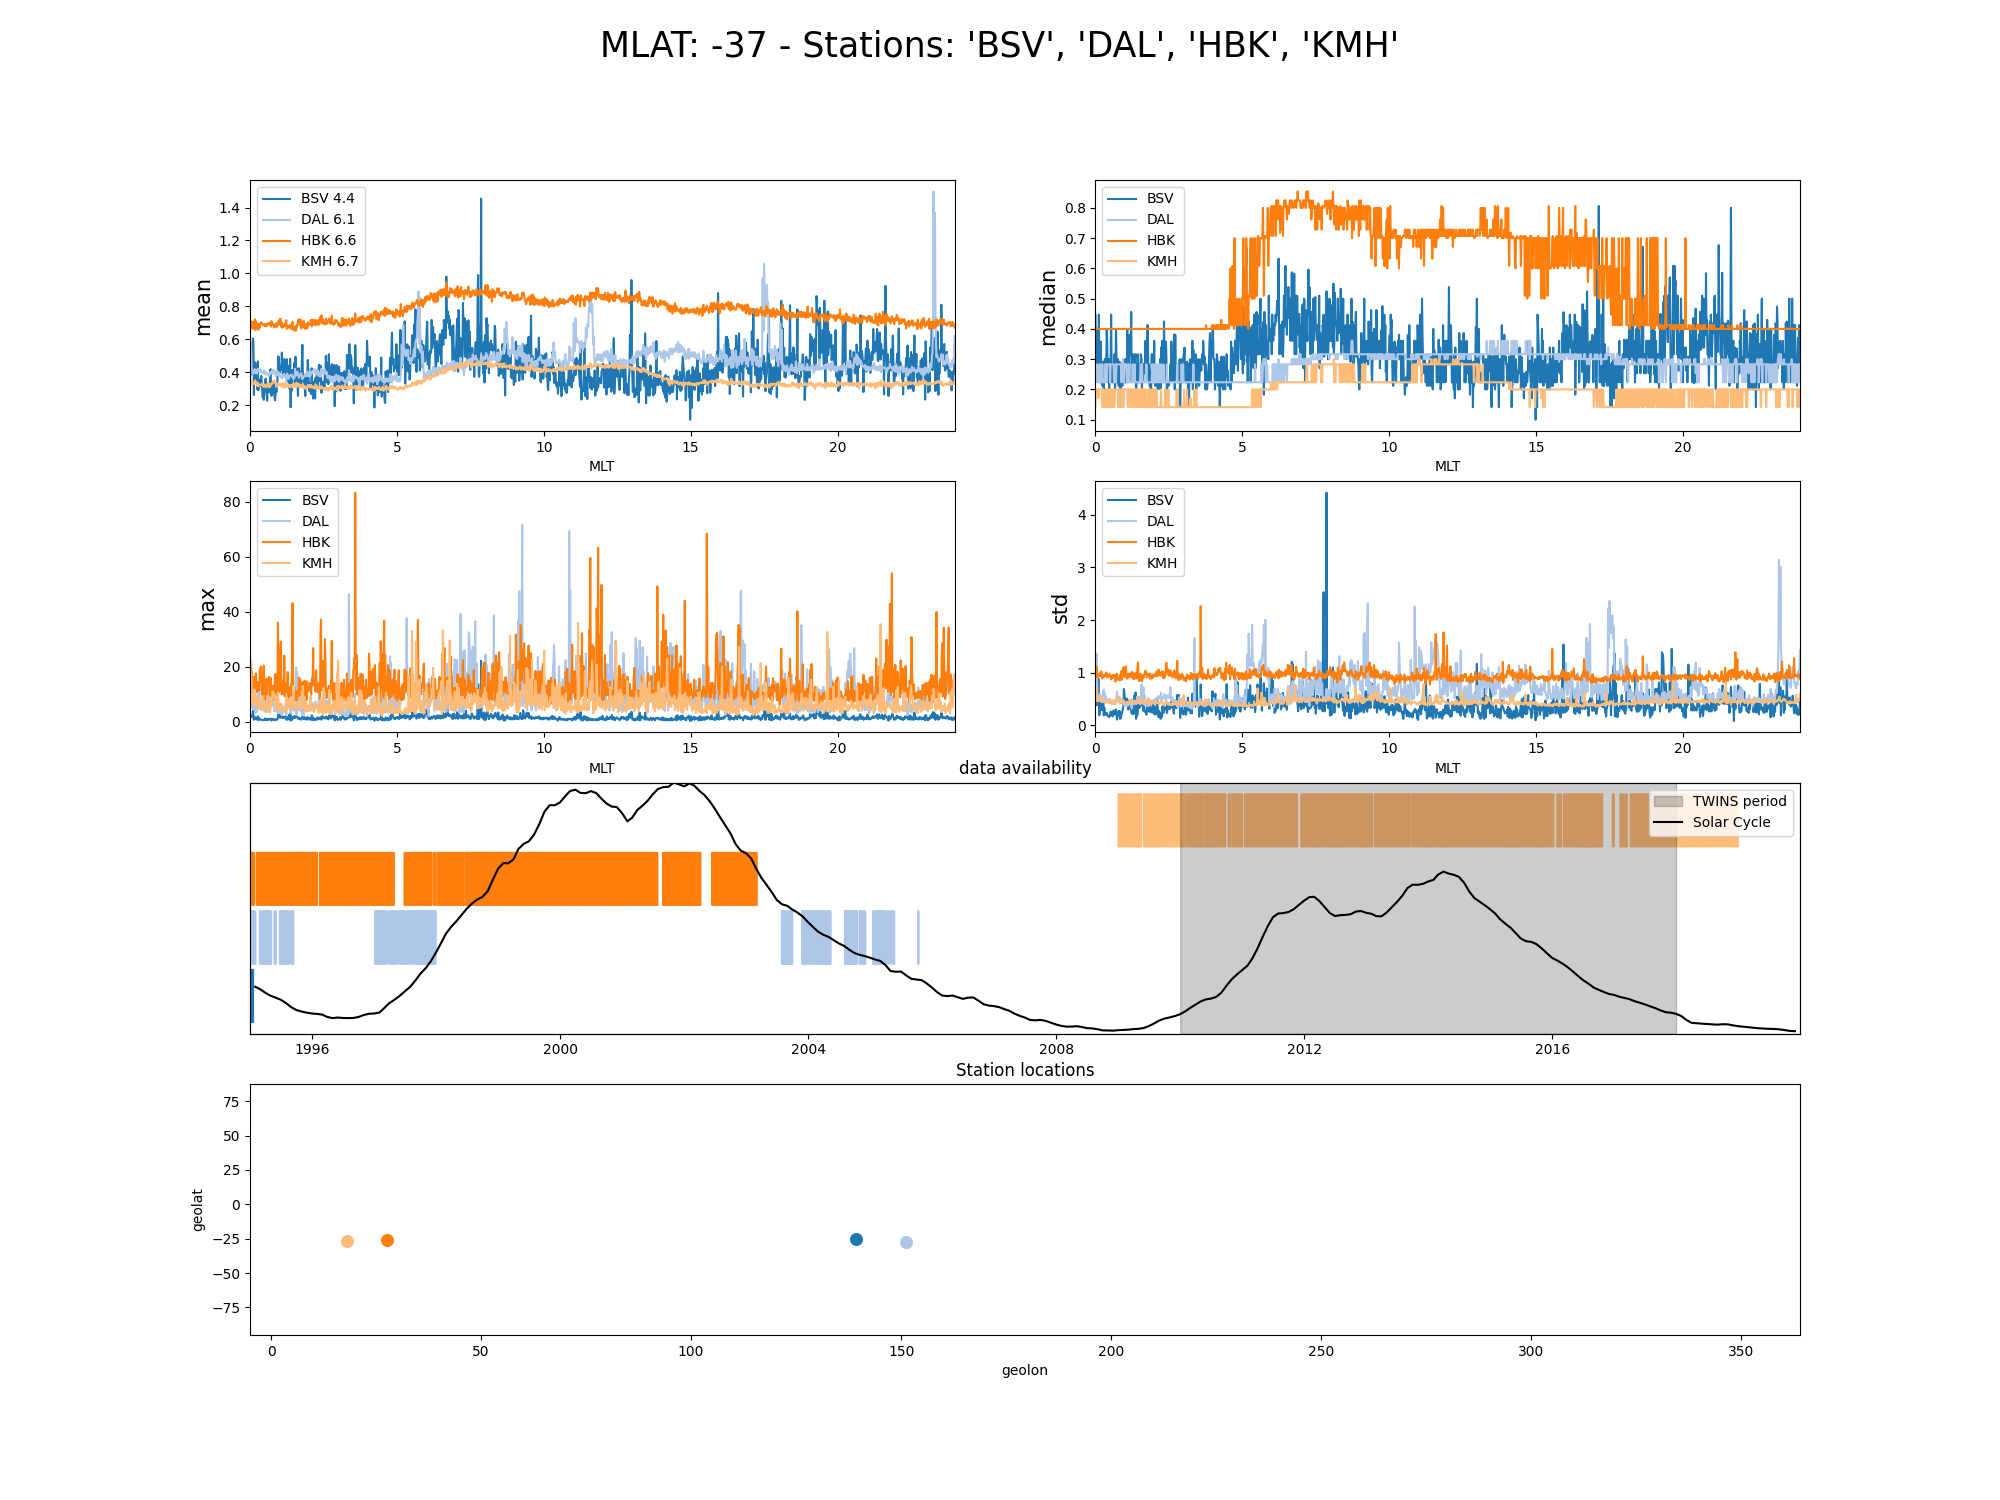 MLAT: -37 - Stations: 'BSV', 'DAL', 'HBK', 'KMH'
mean
1.4
1.2
1.0
0.8
0.6
0.4
0.2
BSV 4.4
DAL 6.1
HBK 6.6
KMH 6.7
0 5 10 15 20
MLT
median
0.8
0.7
0.6
0.5
0.4
0.3
0.2
0.1
BSV
DAL
HBK
KMH
0 5 10 15 20
MLT
max
80
60
40
20
0
BSV
DAL
HBK
KMH
0 5 10 15 20
MLT
std
4
3
2
1
0
BSV
DAL
HBK
KMH
0 5 10 15 20
MLT
data availability
TWINS period
Solar Cycle
1996 2000 2004 2008 2012 2016
Station locations
geolat
75
50
25
0
−25
−50
−75
0 50 100 150 200 250 300 350
geolon